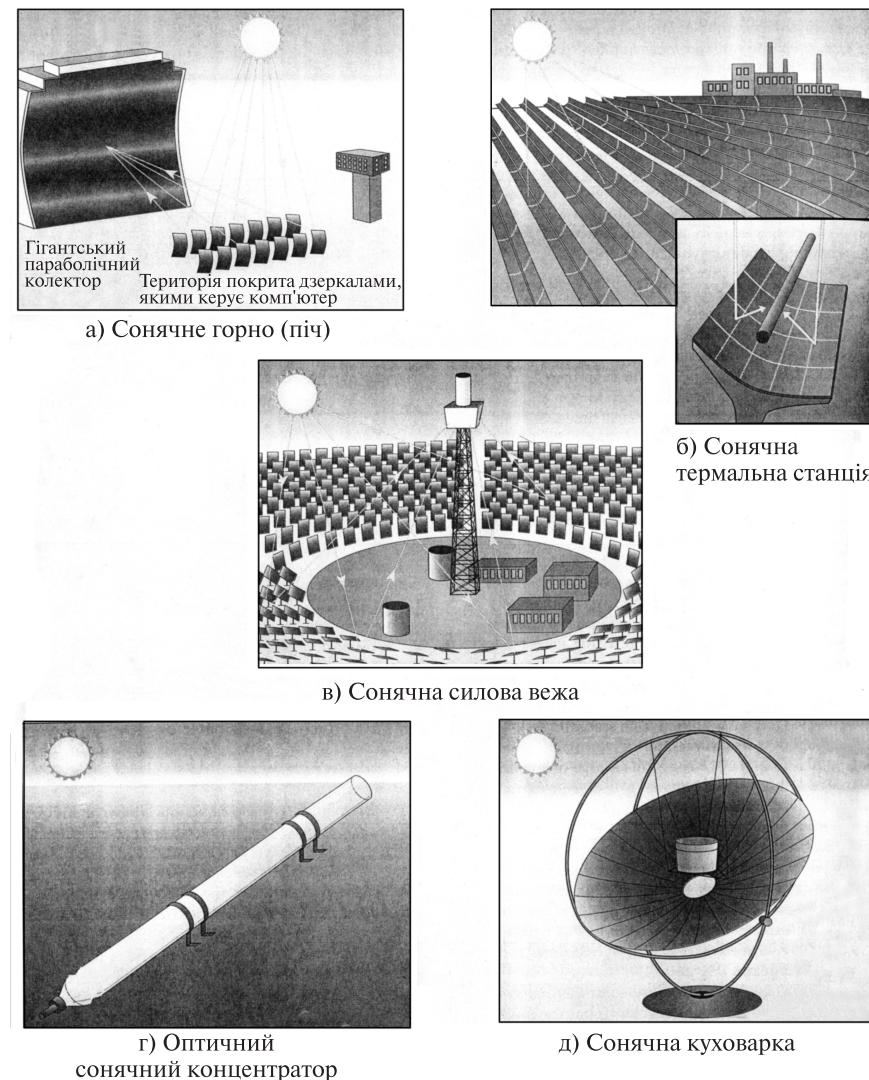 Гігантський
параболічний
колектор
Територія покрита дзеркалами,
якими керує комп'ютер
а) Сонячне горно (піч)
б) Сонячна
термальна станція
в) Сонячна силова вежа
г) Оптичний
сонячний концентратор
д) Сонячна куховарка